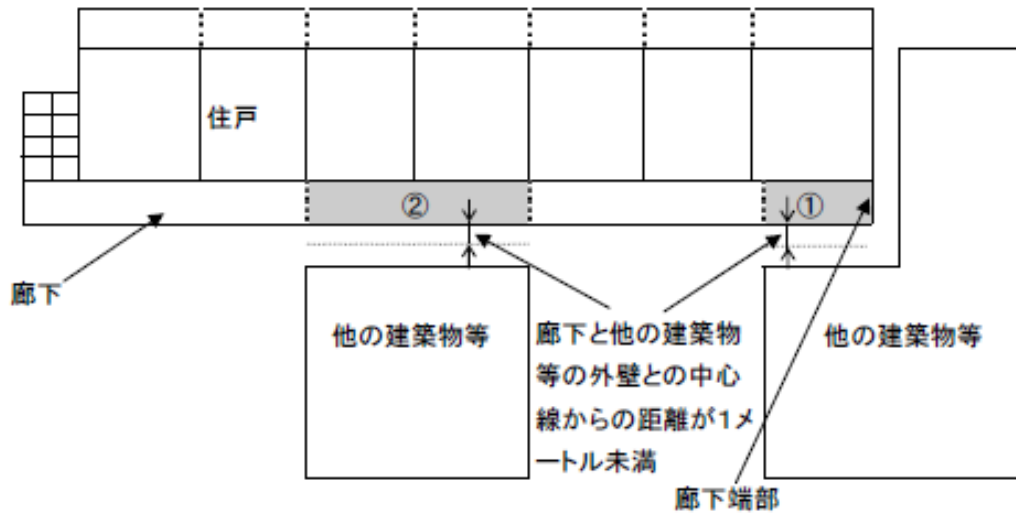 住戸
②
①
廊下
他の建築物等
廊下と他の建築物
等の外壁との中心
線からの距離が1メ
ートル未満
他の建築物等
廊下端部